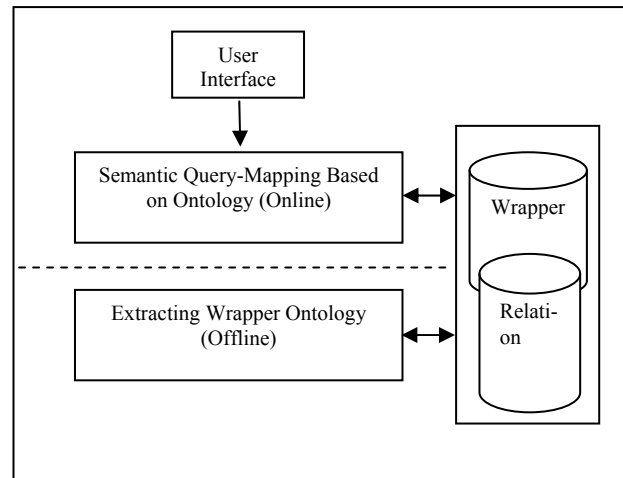 User
Interface
Semantic Query-Mapping Based
on Ontology (Online)
Wrapper
Extracting Wrapper Ontology
(Offline)
Relati-
on